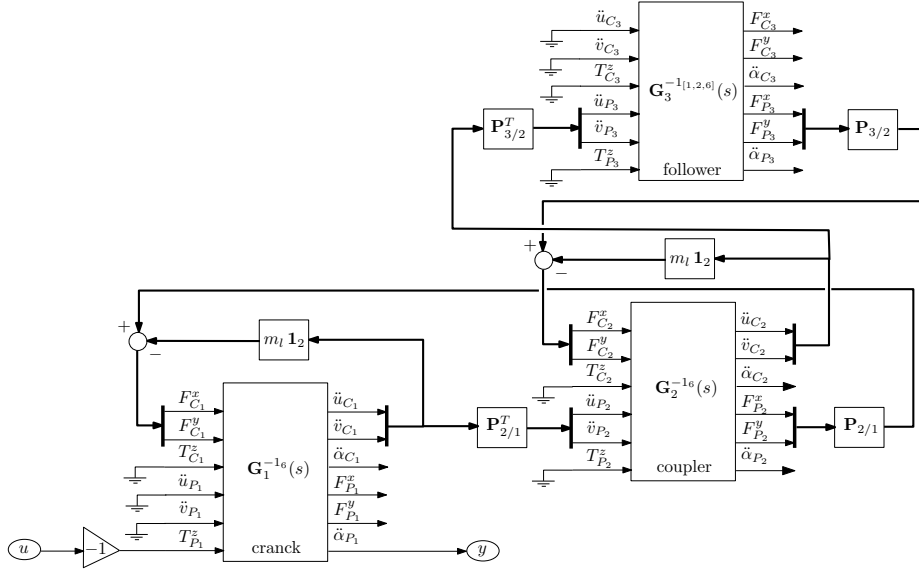 ü_{C_3}
v̈_{C_3}
T^z_{C_3}
ü_{P_3}
v̈_{P_3}
T^z_{P_3}
G_3^{-1_{[1,2,6]}}(s)
follower
F^x_{C_3}
F^y_{C_3}
α̈_{C_3}
F^x_{P_3}
F^y_{P_3}
α̈_{P_3}
P^T_{3/2}
P_{3/2}
+
−
m_l 1_2
+
−
m_l 1_2
F^x_{C_2}
F^y_{C_2}
T^z_{C_2}
ü_{P_2}
v̈_{P_2}
T^z_{P_2}
G_2^{-1_6}(s)
coupler
ü_{C_2}
v̈_{C_2}
α̈_{C_2}
F^x_{P_2}
F^y_{P_2}
α̈_{P_2}
P_{2/1}
P^T_{2/1}
F^x_{C_1}
F^y_{C_1}
T^z_{C_1}
ü_{P_1}
v̈_{P_1}
T^z_{P_1}
G_1^{-1_6}(s)
cranck
ü_{C_1}
v̈_{C_1}
α̈_{C_1}
F^x_{P_1}
F^y_{P_1}
α̈_{P_1}
u
−1
y